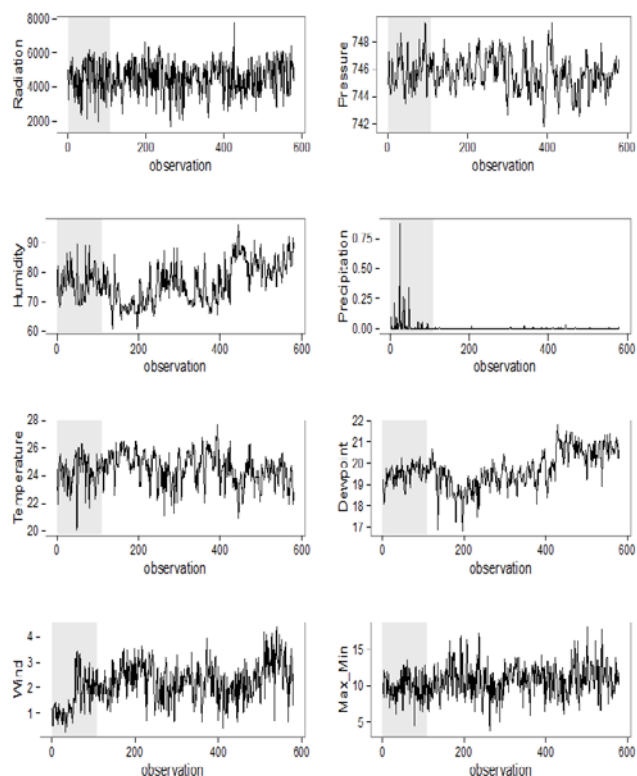 Radiation
8000
6000
4000
2000
0 200 400 600
observation
Pressure
748
746
744
742
0 200 400 600
observation
Humidity
90
80
70
60
0 200 400 600
observation
Precipitation
0.75
0.50
0.25
0.00
0 200 400 600
observation
Temperature
28
26
24
22
20
0 200 400 600
observation
Dewpoint
22
21
20
19
18
17
0 200 400 600
observation
Wind
4
3
2
1
0 200 400 600
observation
Max_Min
15
10
5
0 200 400 600
observation